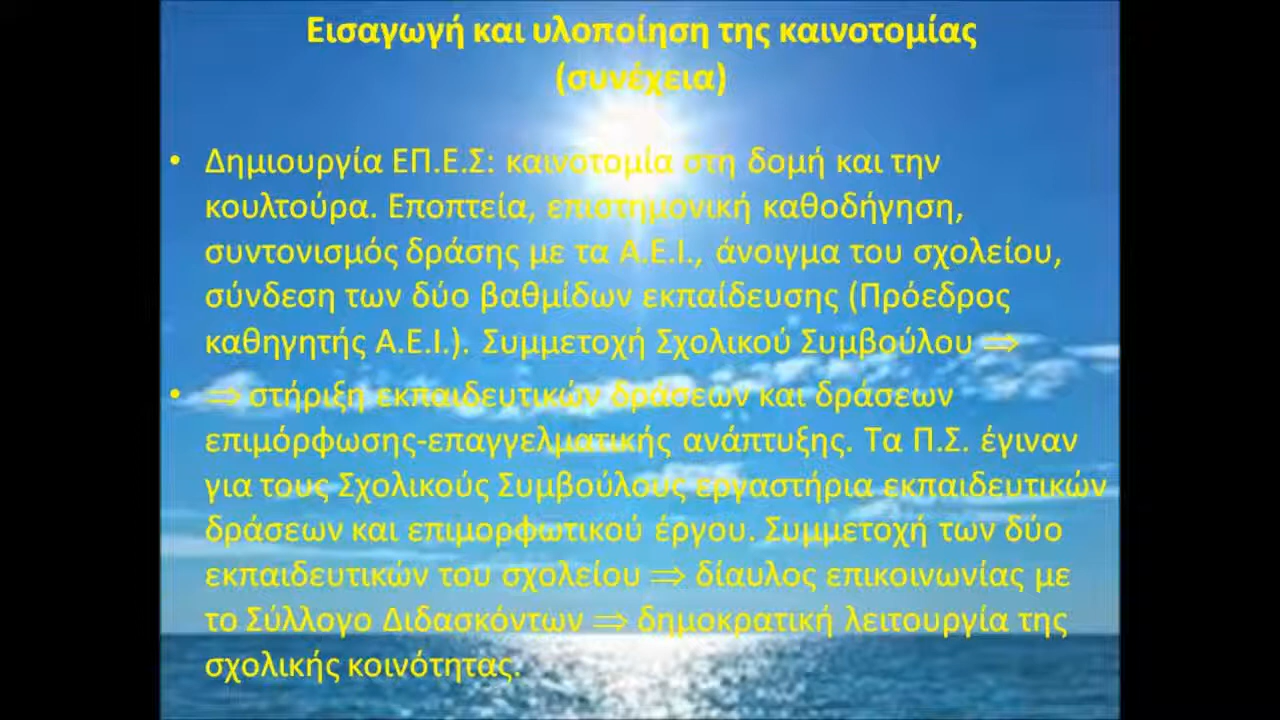 Εισαγωγή και υλοποίηση της καινοτομίας
(συνέχεια)
• Δημιουργία ΕΠ.Ε.Σ: καινοτομία στη δομή και την
κουλτούρα. Εποπτεία, επιστημονική καθοδήγηση,
συντονισμός δράσης με τα Α.Ε.Ι., άνοιγμα του σχολείου,
σύνδεση των δύο βαθμίδων εκπαίδευσης (Πρόεδρος
καθηγητής Α.Ε.Ι.). Συμμετοχή Σχολικού Συμβούλου ⇒
• ⇒ στήριξη εκπαιδευτικών δράσεων και δράσεων
επιμόρφωσης-επαγγελματικής ανάπτυξης. Τα Π.Σ. έγιναν
για τους Σχολικούς Συμβούλους εργαστήρια εκπαιδευτικών
δράσεων και επιμορφωτικού έργου. Συμμετοχή των δύο
εκπαιδευτικών του σχολείου ⇒ δίαυλος επικοινωνίας με
το Σύλλογο Διδασκόντων ⇒ δημοκρατική λειτουργία της
σχολικής κοινότητας.